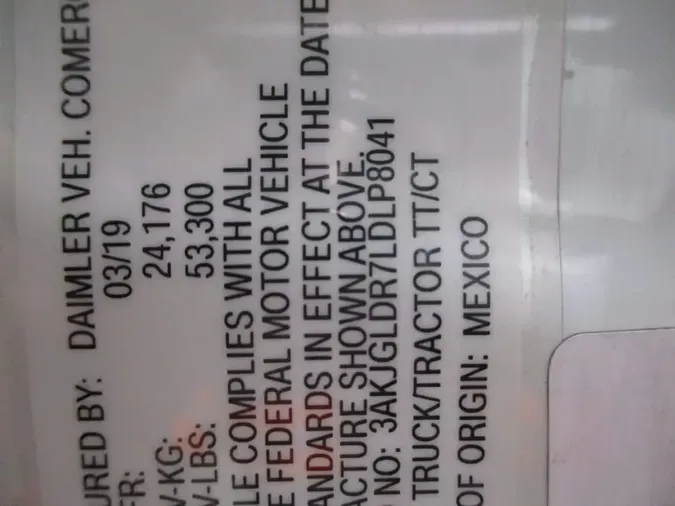 URED BY: DAIMLER VEH. COMER
FR: 03/19
V-KG: 24,176
V-LBS: 53,300
LE COMPLIES WITH ALL
E FEDERAL MOTOR VEHICLE
ANDARDS IN EFFECT AT THE DATE
ACTURE SHOWN ABOVE.
NO: 3AKJGLDR7LDLP8041
TRUCK/TRACTOR TT/CT
OF ORIGIN: MEXICO